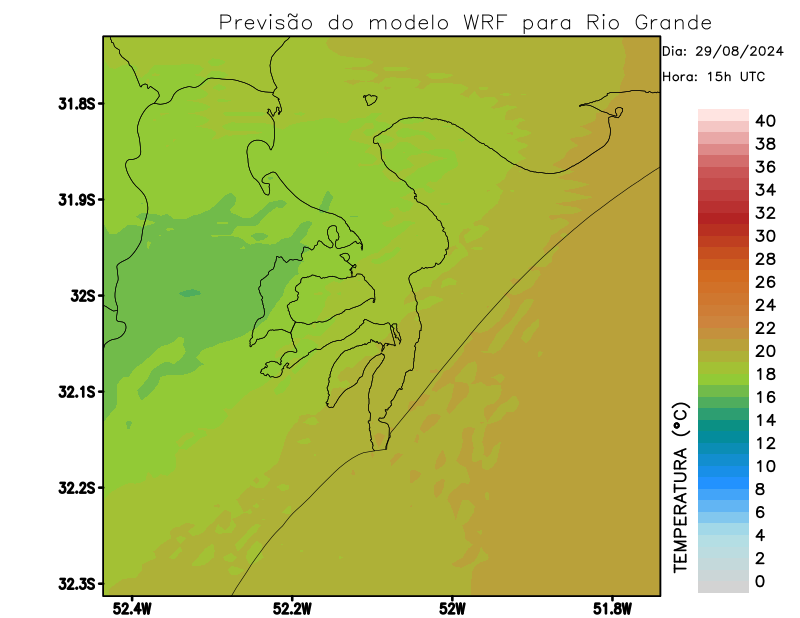 Previsão do modelo WRF para Rio Grande
Dia: 29/08/2024
Hora: 15h UTC
31.8S
31.9S
32S
32.1S
32.2S
32.3S
52.4W
52.2W
52W
51.8W
TEMPERATURA (°C)
40
38
36
34
32
30
28
26
24
22
20
18
16
14
12
10
8
6
4
2
0